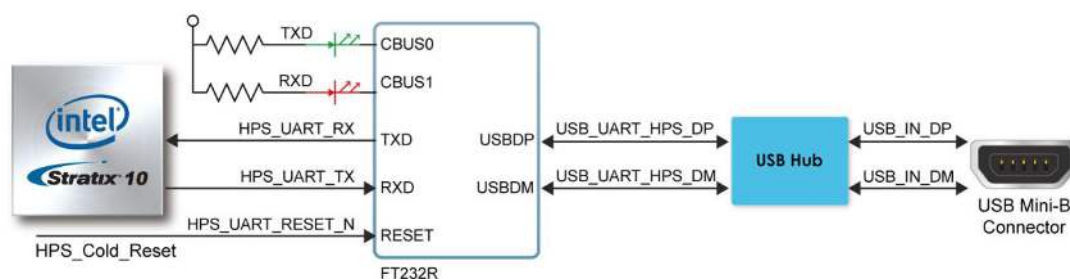 TXD
CBUS0
RXD
CBUS1
intel
Stratix 10
HPS_UART_RX
TXD
HPS_UART_TX
RXD
HPS_UART_RESET_N
RESET
HPS_Cold_Reset
FT232R
USBDP
USB_UART_HPS_DP
USBDM
USB_UART_HPS_DM
USB Hub
USB_IN_DP
USB_IN_DM
USB Mini-B
Connector